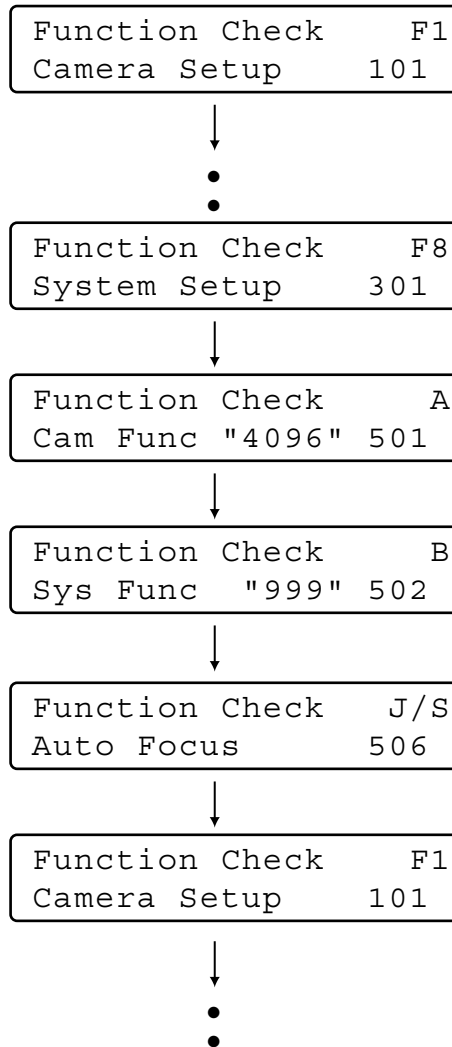 Function Check F1
Camera Setup 101
Function Check F8
System Setup 301
Function Check A
Cam Func "4096" 501
Function Check B
Sys Func "999" 502
Function Check J/S
Auto Focus 506
Function Check F1
Camera Setup 101